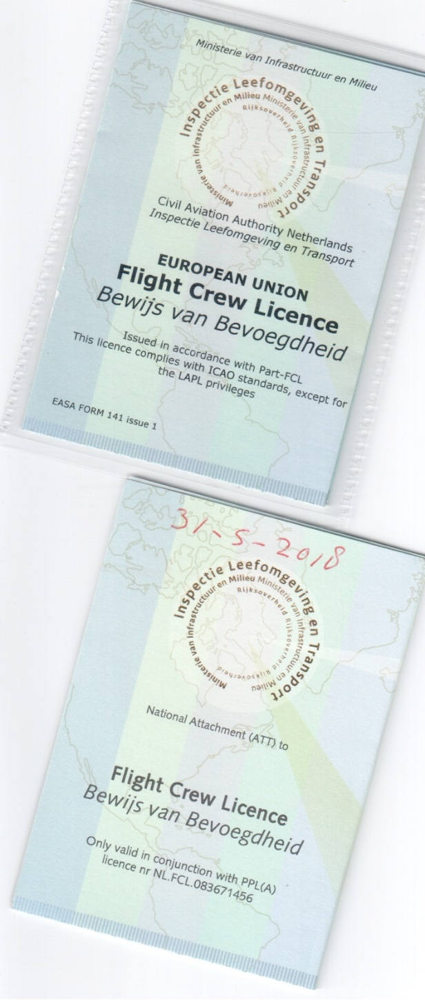 Ministerie van Infrastructuur en Milieu
Inspectie Leefomgeving en Transport
Ministerie van Infrastructuur en Milieu Ministerie van Infrastructuur en Milieu
Rijksoverheid Rijksoverheid Rijksoverheid
Civil Aviation Authority Netherlands
Inspectie Leefomgeving en Transport
EUROPEAN UNION
Flight Crew Licence
Bewijs van Bevoegdheid
Issued in accordance with Part-FCL
This licence complies with ICAO standards, except for
the LAPL privileges
EASA FORM 141 issue 1
31-5-2018
Inspectie Leefomgeving en Transport
Ministerie van Infrastructuur en Milieu Ministerie van Infrastructuur en Milieu
Rijksoverheid Rijksoverheid Rijksoverheid
National Attachment (ATT) to
Flight Crew Licence
Bewijs van Bevoegdheid
Only valid in conjunction with PPL(A)
licence nr NL.FCL.083671456